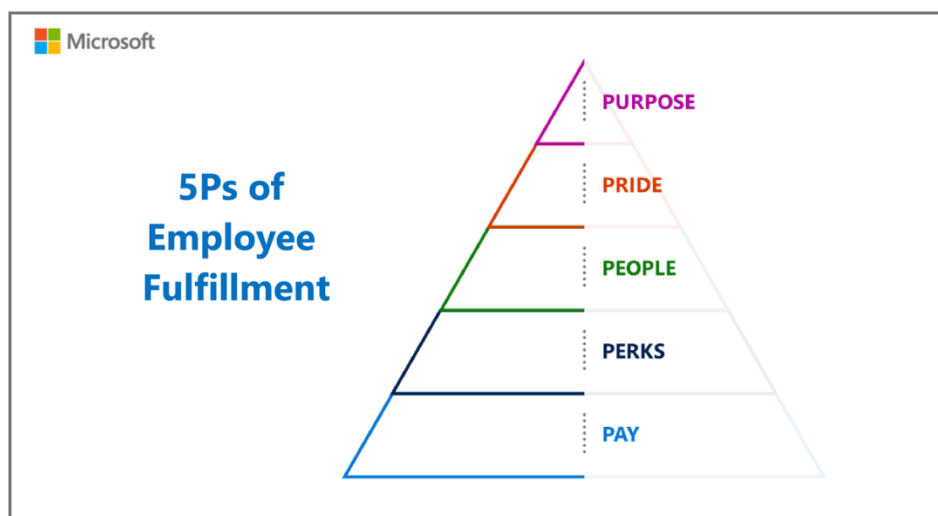 Microsoft
5Ps of
Employee
Fulfillment
PURPOSE
PRIDE
PEOPLE
PERKS
PAY